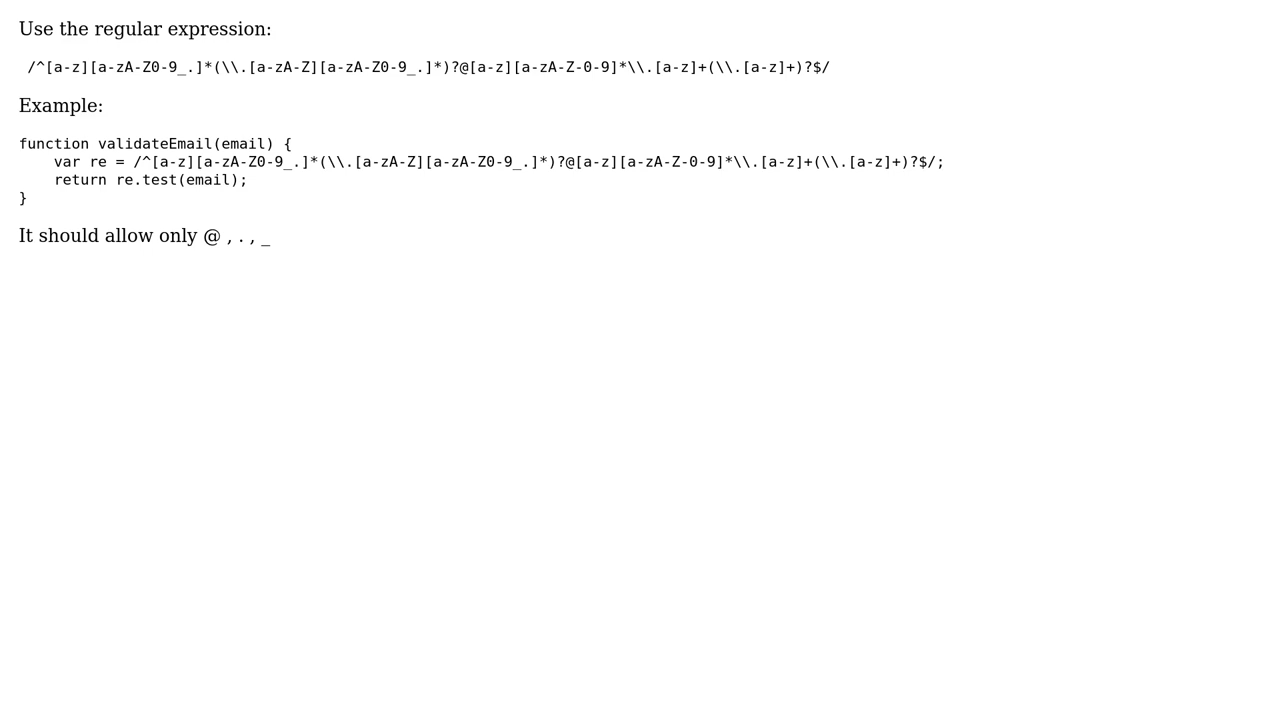 Use the regular expression:
/^[a-z][a-zA-Z0-9_.]*(\\.[a-zA-Z][a-zA-Z0-9_.]*)?@[a-z][a-zA-Z-0-9]*\\.[a-z]+(\\.[a-z]+)?$/
Example:
function validateEmail(email) {
    var re = /^[a-z][a-zA-Z0-9_.]*(\\.[a-zA-Z][a-zA-Z0-9_.]*)?@[a-z][a-zA-Z-0-9]*\\.[a-z]+(\\.[a-z]+)?$/;
    return re.test(email);
}
It should allow only @ , . , _